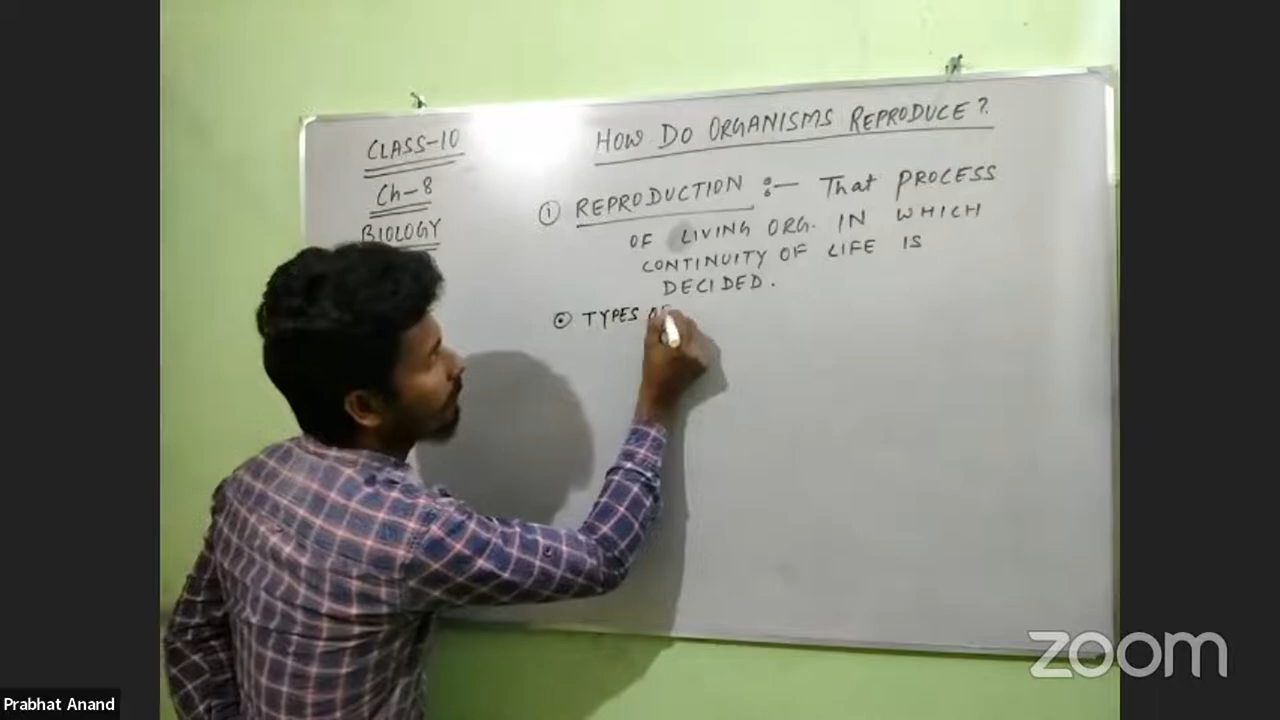 CLASS-10
Ch-8
BIOLOGY
HOW DO ORGANISMS REPRODUCE?
① REPRODUCTION :- That PROCESS
OF LIVING ORG. IN WHICH
CONTINUITY OF LIFE IS
DECIDED.
⊙ TYPES OF
zoom
Prabhat Anand